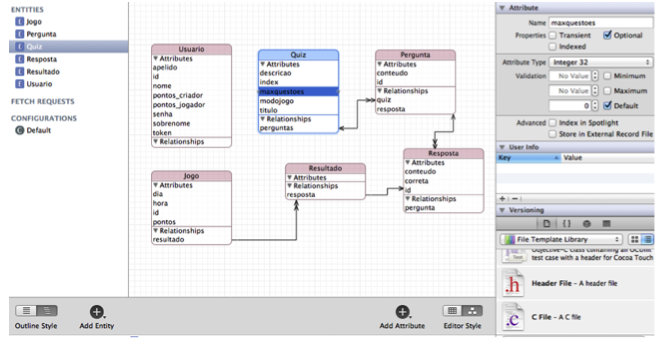 ENTITIES
E Jogo
E Pergunta
E Quiz
E Resposta
E Resultado
E Usuario
FETCH REQUESTS
CONFIGURATIONS
C Default
Usuario
▼ Attributes
apelido
id
nome
pontos_criador
pontos_jogador
senha
sobrenome
token
▼ Relationships
Quiz
▼ Attributes
descricao
index
maxquestoes
modojogo
titulo
▼ Relationships
perguntas
Pergunta
▼ Attributes
conteudo
id
▼ Relationships
quiz
resposta
Jogo
▼ Attributes
dia
hora
id
pontos
▼ Relationships
resultado
Resultado
▼ Attributes
▼ Relationships
resposta
Resposta
▼ Attributes
conteudo
correta
id
▼ Relationships
pergunta
Outline Style
Add Entity
Add Attribute
Editor Style
▼ Attribute
Name maxquestoes
Properties Transient Optional
Indexed
Attribute Type Integer 32
Validation No Value Minimum
No Value Maximum
0 Default
Advanced Index in Spotlight
Store in External Record File
▼ User Info
Key Value
+ −
▼ Versioning
{}
File Template Library
test case with a header for Cocoa Touch
.h
Header File - A header file
.c
C File - A C file